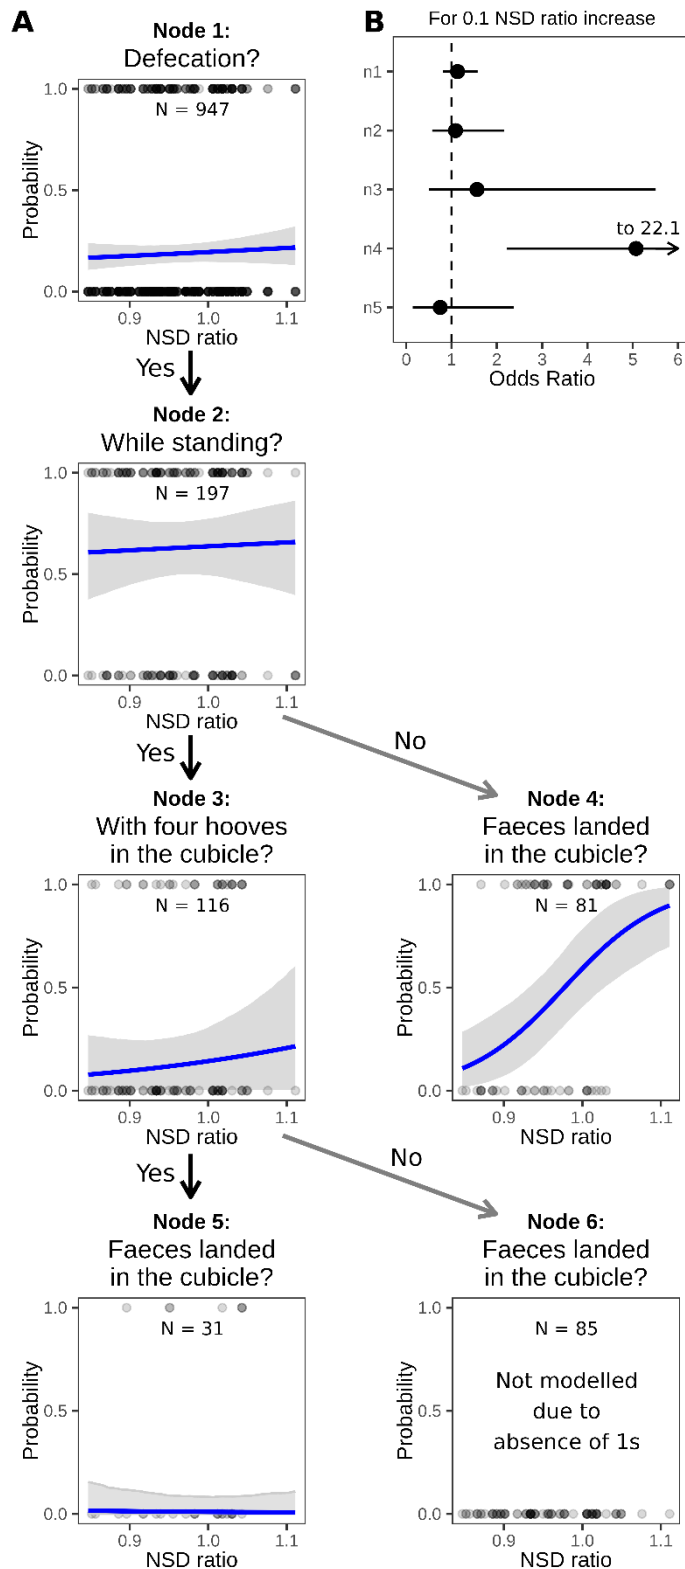 A
Node 1:
Defecation?
1.0
N = 947
0.5
0.0
Probability
0.9 1.0 1.1
NSD ratio
B
For 0.1 NSD ratio increase
n1
n2
n3
to 22.1
n4
n5
0 1 2 3 4 5 6
Odds Ratio
Yes
Node 2:
While standing?
1.0
N = 197
0.5
0.0
Probability
0.9 1.0 1.1
NSD ratio
Yes
No
Node 3:
With four hooves
in the cubicle?
1.0
N = 116
0.5
0.0
Probability
0.9 1.0 1.1
NSD ratio
Node 4:
Faeces landed
in the cubicle?
1.0
N = 81
0.5
0.0
Probability
0.9 1.0 1.1
NSD ratio
Yes
No
Node 5:
Faeces landed
in the cubicle?
1.0
N = 31
0.5
0.0
Probability
0.9 1.0 1.1
NSD ratio
Node 6:
Faeces landed
in the cubicle?
1.0
N = 85
Not modelled
due to
absence of 1s
0.5
0.0
Probability
0.9 1.0 1.1
NSD ratio